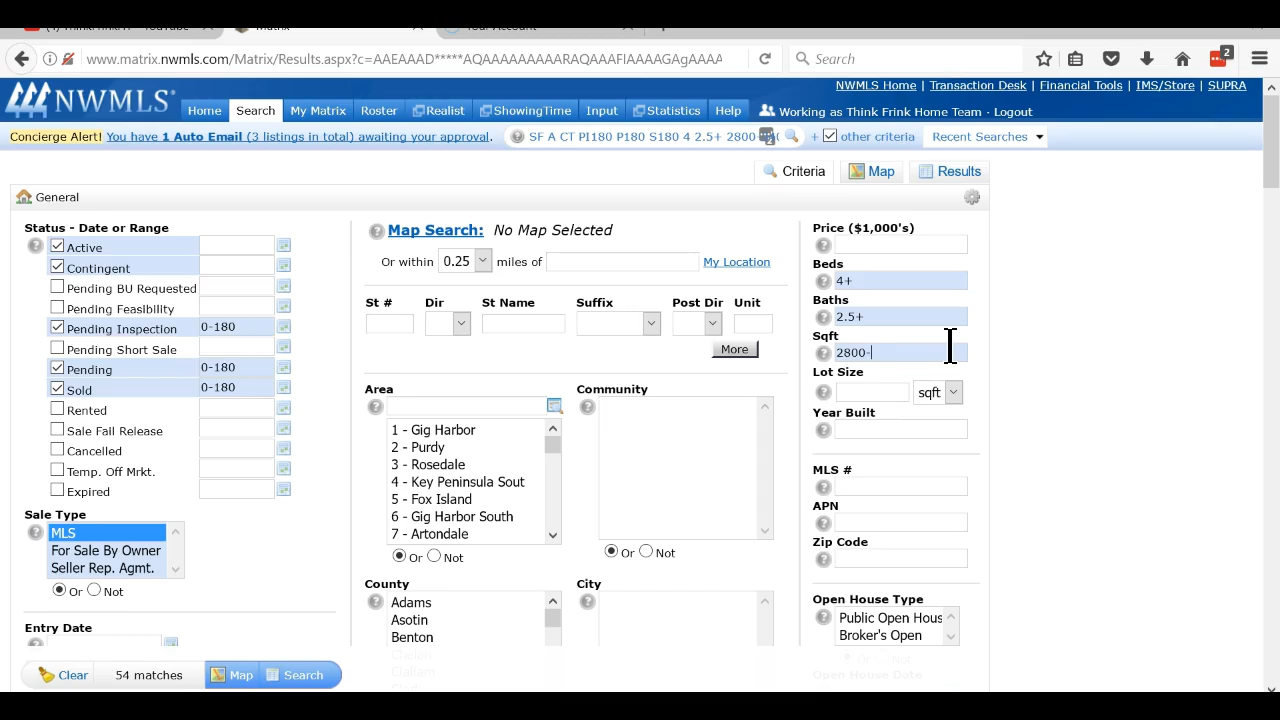 Matrix
Your Account
www.matrix.nwmls.com/Matrix/Results.aspx?c=AAEAAAD*****AQAAAAAAAAARAQAAAFIAAAAGAgAAAA
Search
2
NWMLS Home | Transaction Desk | Financial Tools | IMS/Store | SUPRA
NWMLS
Home Search My Matrix Roster Realist ShowingTime Input Statistics Help Working as Think Frink Home Team · Logout
Concierge Alert! You have 1 Auto Email (3 listings in total) awaiting your approval. SF A CT PI180 P180 S180 4 2.5+ 2800- + other criteria Recent Searches
Criteria Map Results
General
Status - Date or Range
Active
Contingent
Pending BU Requested
Pending Feasibility
Pending Inspection 0-180
Pending Short Sale
Pending 0-180
Sold 0-180
Rented
Sale Fall Release
Cancelled
Temp. Off Mrkt.
Expired
Sale Type
MLS
For Sale By Owner
Seller Rep. Agmt.
Or Not
Entry Date
Map Search: No Map Selected
Or within 0.25 miles of My Location
St # Dir St Name Suffix Post Dir Unit
More
Area
1 - Gig Harbor
2 - Purdy
3 - Rosedale
4 - Key Peninsula Sout
5 - Fox Island
6 - Gig Harbor South
7 - Artondale
Or Not
Community
Or Not
County
Adams
Asotin
Benton
City
Price ($1,000's)
Beds
4+
Baths
2.5+
Sqft
2800-
Lot Size
sqft
Year Built
MLS #
APN
Zip Code
Open House Type
Public Open Hous
Broker's Open
Open House Date
Clear 54 matches Map Search